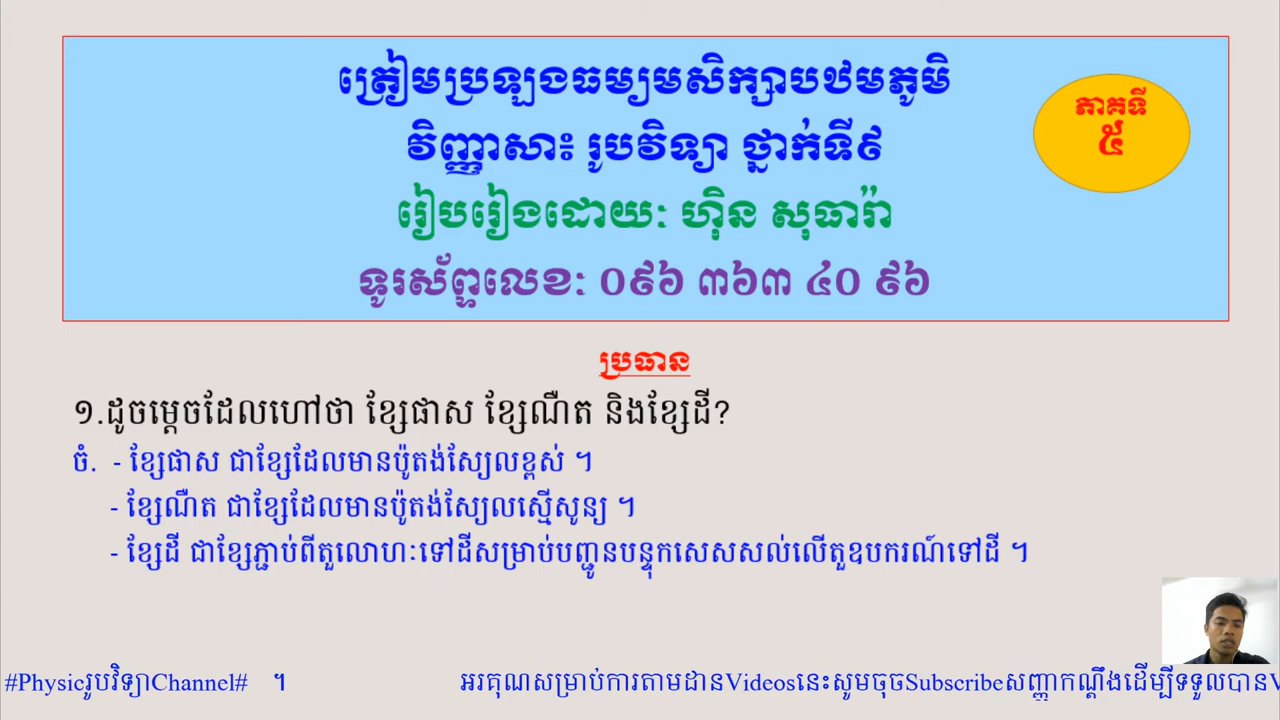 ត្រៀមប្រឡងធម្យមសិក្សាបឋមភូមិ
វិញ្ញាសា៖ រូបវិទ្យា ថ្នាក់ទី៩
ភាគទី
៥
រៀបរៀងដោយ: ហ៊ិន សុធារ៉ា
ទូរស័ព្ទលេខ: ០៩៦ ៣៦៣ ៤០ ៩៦
ប្រធាន
១.ដូចម្ដេចដែលហៅថា ខ្សែផាស ខ្សែណឺត និងខ្សែដី?
ចំ. - ខ្សែផាស ជាខ្សែដែលមានប៉ូតង់ស្យែលខ្ពស់ ។
- ខ្សែណឺត ជាខ្សែដែលមានប៉ូតង់ស្យែលស្មើសូន្យ ។
- ខ្សែដី ជាខ្សែភ្ជាប់ពីតួលោហៈទៅដីសម្រាប់បញ្ជូនបន្ទុកសេសសល់លើតួឧបករណ៍ទៅដី ។
#Physicរូបវិទ្យាChannel# ។ អរគុណសម្រាប់ការតាមដានVideosនេះសូមចុចSubscribeសញ្ញាកណ្ដឹងដើម្បីទទួលបានV